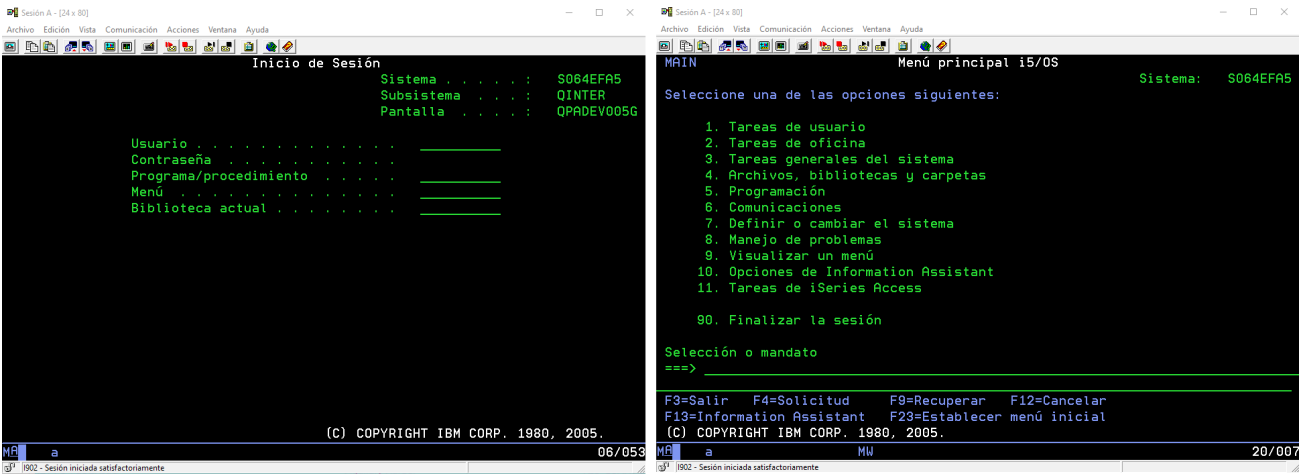 Sesión A - [24 x 80]
Archivo Edición Vista Comunicación Acciones Ventana Ayuda
Inicio de Sesión
Sistema . . . . . : S064EFA5
Subsistema . . . : QINTER
Pantalla . . . . : QPADEV005G
Usuario . . . . . . . . . . . . . __________
Contraseña . . . . . . . . . . .
Programa/procedimiento . . . . . __________
Menú . . . . . . . . . . . . . . __________
Biblioteca actual . . . . . . . . __________
(C) COPYRIGHT IBM CORP. 1980, 2005.
MA a 06/053
I902 - Sesión iniciada satisfactoriamente
Sesión A - [24 x 80]
Archivo Edición Vista Comunicación Acciones Ventana Ayuda
MAIN Menú principal i5/OS
Sistema: S064EFA5
Seleccione una de las opciones siguientes:
1. Tareas de usuario
2. Tareas de oficina
3. Tareas generales del sistema
4. Archivos, bibliotecas y carpetas
5. Programación
6. Comunicaciones
7. Definir o cambiar el sistema
8. Manejo de problemas
9. Visualizar un menú
10. Opciones de Information Assistant
11. Tareas de iSeries Access
90. Finalizar la sesión
Selección o mandato
===>
F3=Salir F4=Solicitud F9=Recuperar F12=Cancelar
F13=Information Assistant F23=Establecer menú inicial
(C) COPYRIGHT IBM CORP. 1980, 2005.
MA a MW 20/007
I902 - Sesión iniciada satisfactoriamente